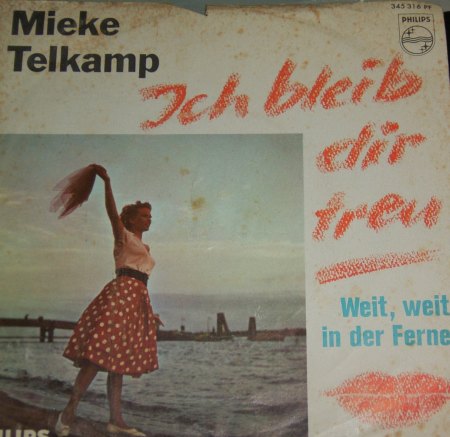 345 316 PF
PHILIPS
Mieke
Telkamp
Ich bleib
dir
treu
Weit, weit
in der Ferne